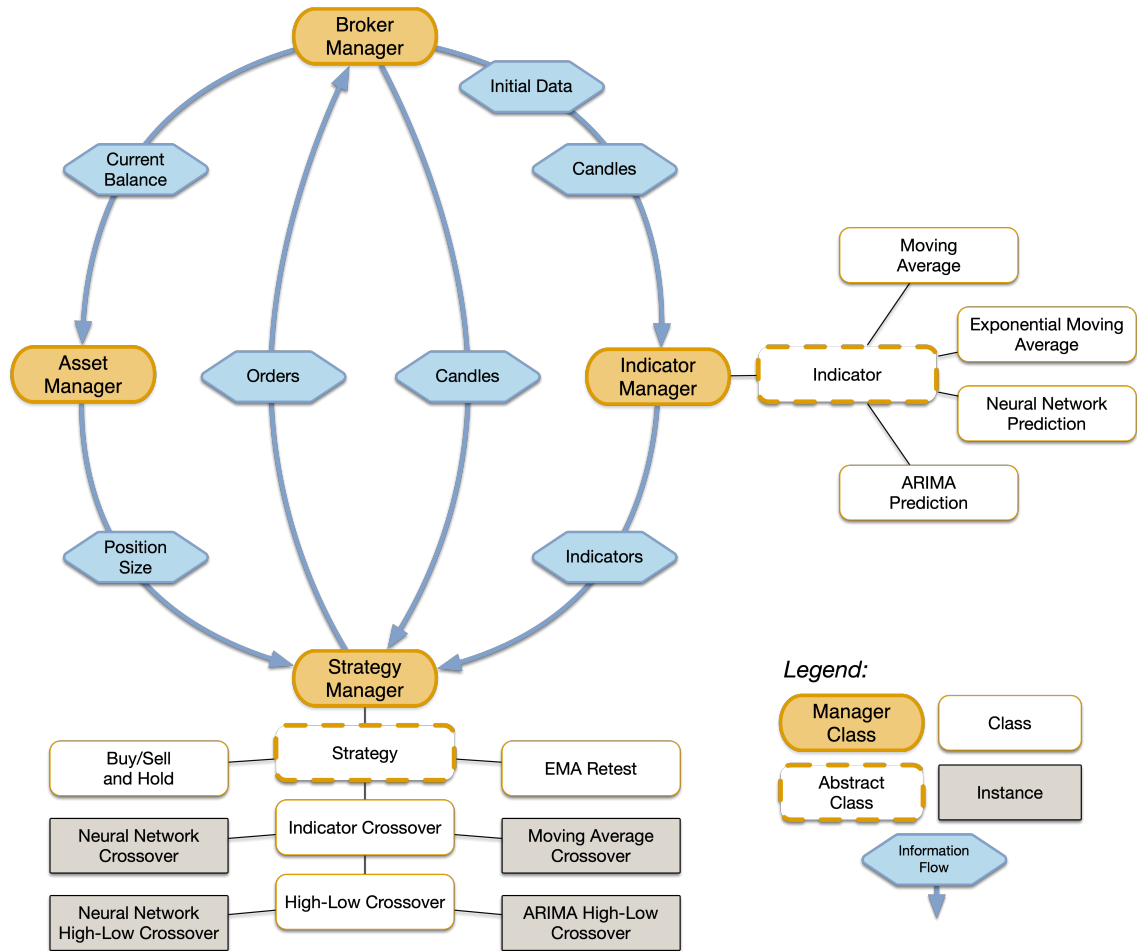 Broker
Manager
Initial Data
Current
Balance
Candles
Moving
Average
Exponential Moving
Average
Asset
Manager
Orders
Candles
Indicator
Manager
Indicator
Neural Network
Prediction
ARIMA
Prediction
Position
Size
Indicators
Strategy
Manager
Buy/Sell
and Hold
Strategy
EMA Retest
Neural Network
Crossover
Indicator Crossover
Moving Average
Crossover
Neural Network
High-Low Crossover
High-Low Crossover
ARIMA High-Low
Crossover
Legend:
Manager
Class
Class
Abstract
Class
Instance
Information
Flow